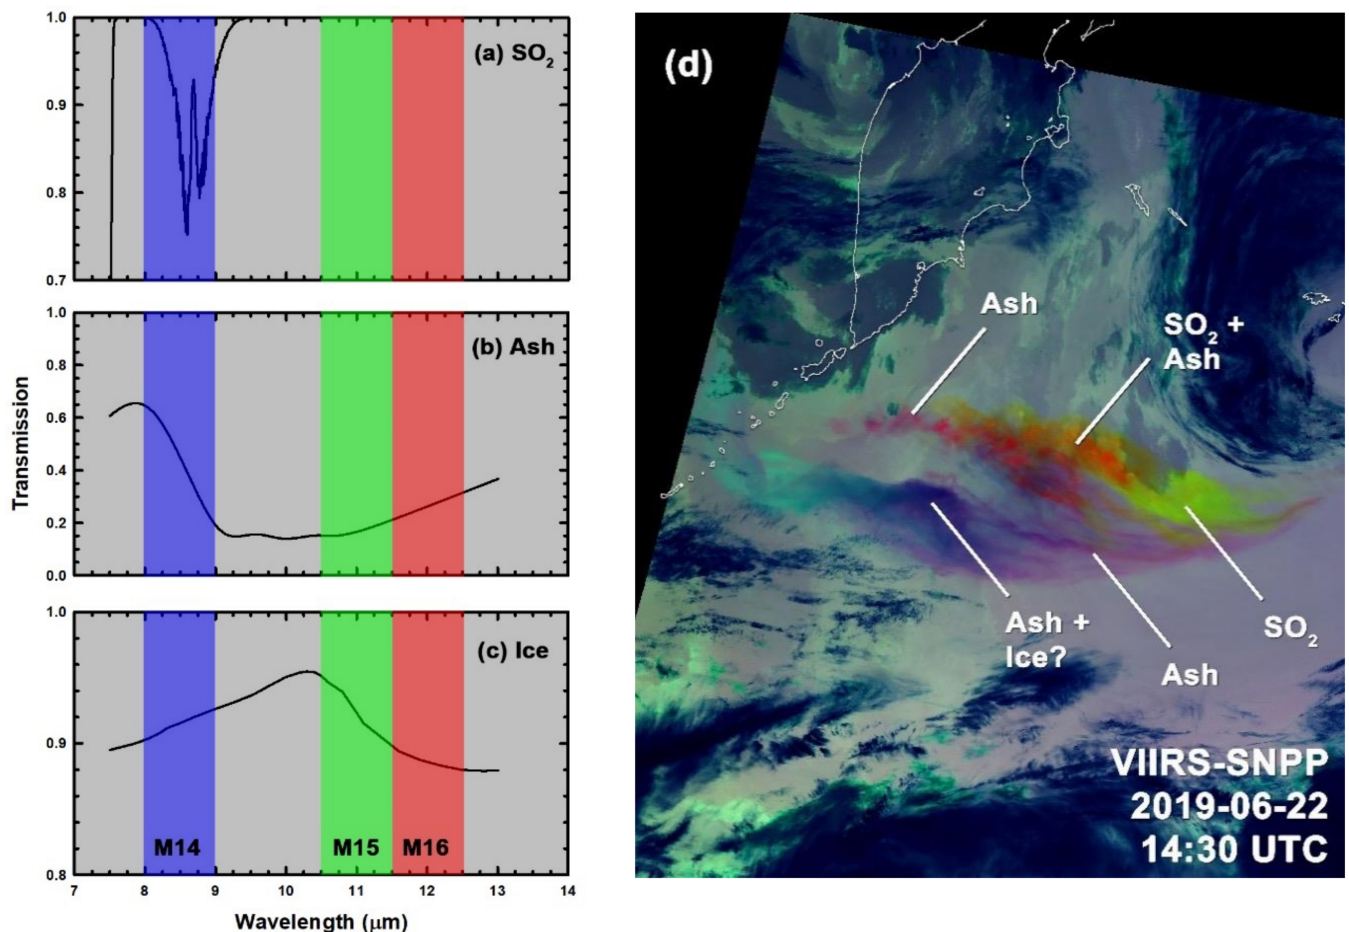 (a) SO₂
1.0
0.9
0.8
0.7
(b) Ash
1.0
0.8
0.6
0.4
0.2
0.0
Transmission
(c) Ice
1.0
0.9
0.8
M14
M15
M16
7
8
9
10
11
12
13
14
Wavelength (μm)
(d)
Ash
SO₂ +
Ash
Ash +
Ice?
Ash
SO₂
VIIRS-SNPP
2019-06-22
14:30 UTC